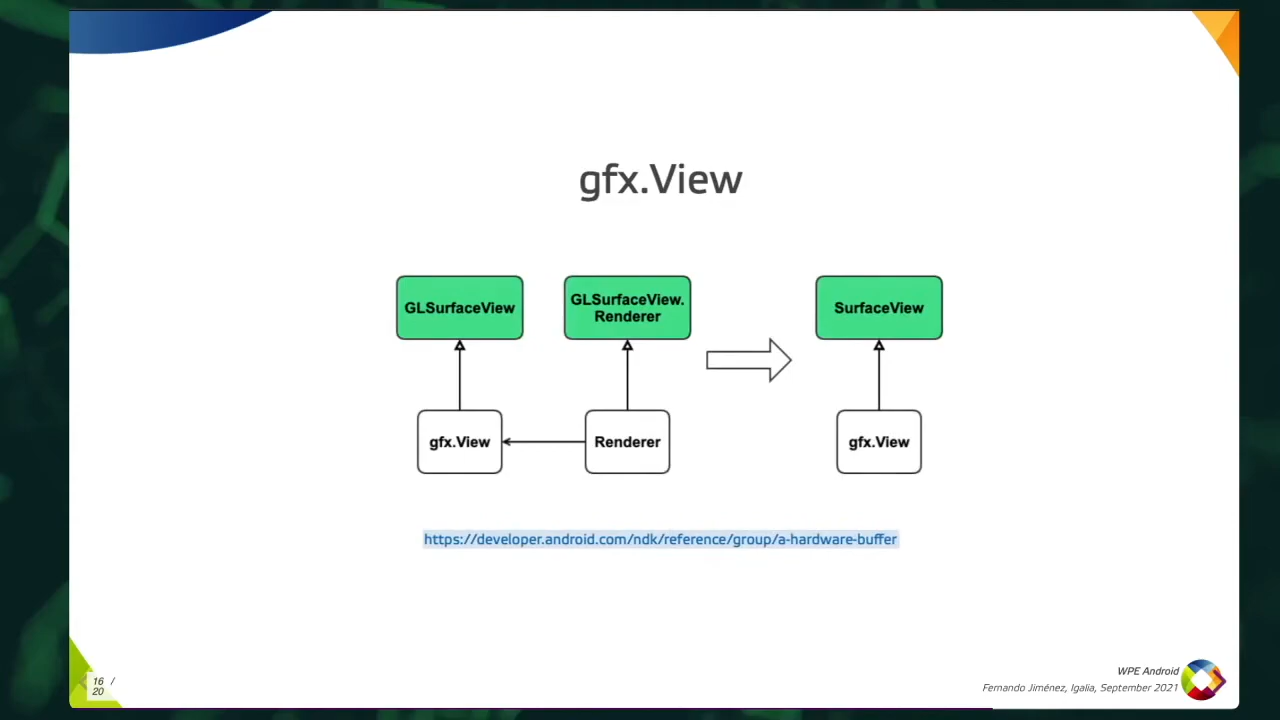 gfx.View
GLSurfaceView
GLSurfaceView.
Renderer
SurfaceView
gfx.View
Renderer
gfx.View
https://developer.android.com/ndk/reference/group/a-hardware-buffer
16 /
20
WPE Android
Fernando Jiménez, Igalia, September 2021